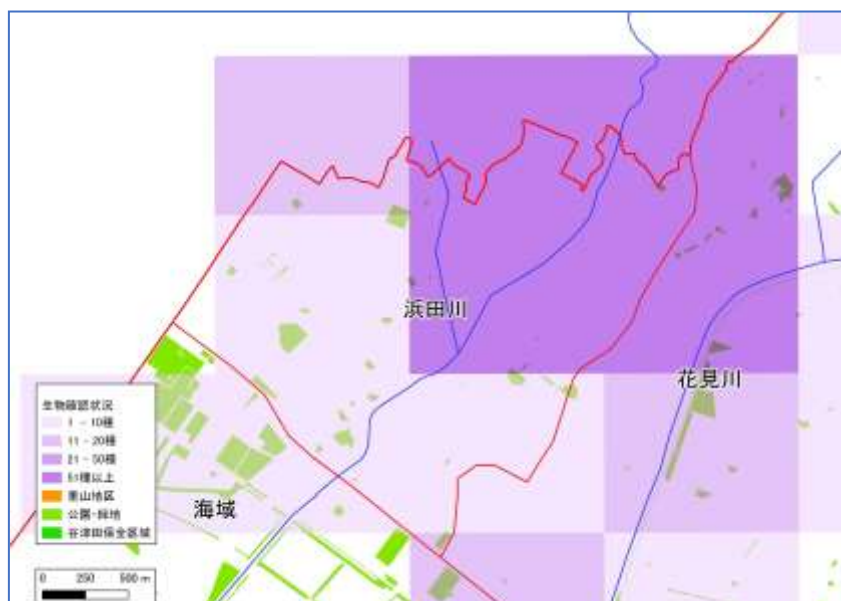 浜田川
花見川
海域
生物確認状況
1 - 10種
11 - 20種
21 - 50種
51種以上
里山地区
公園・緑地
谷津田保全区域
0 250 500 m